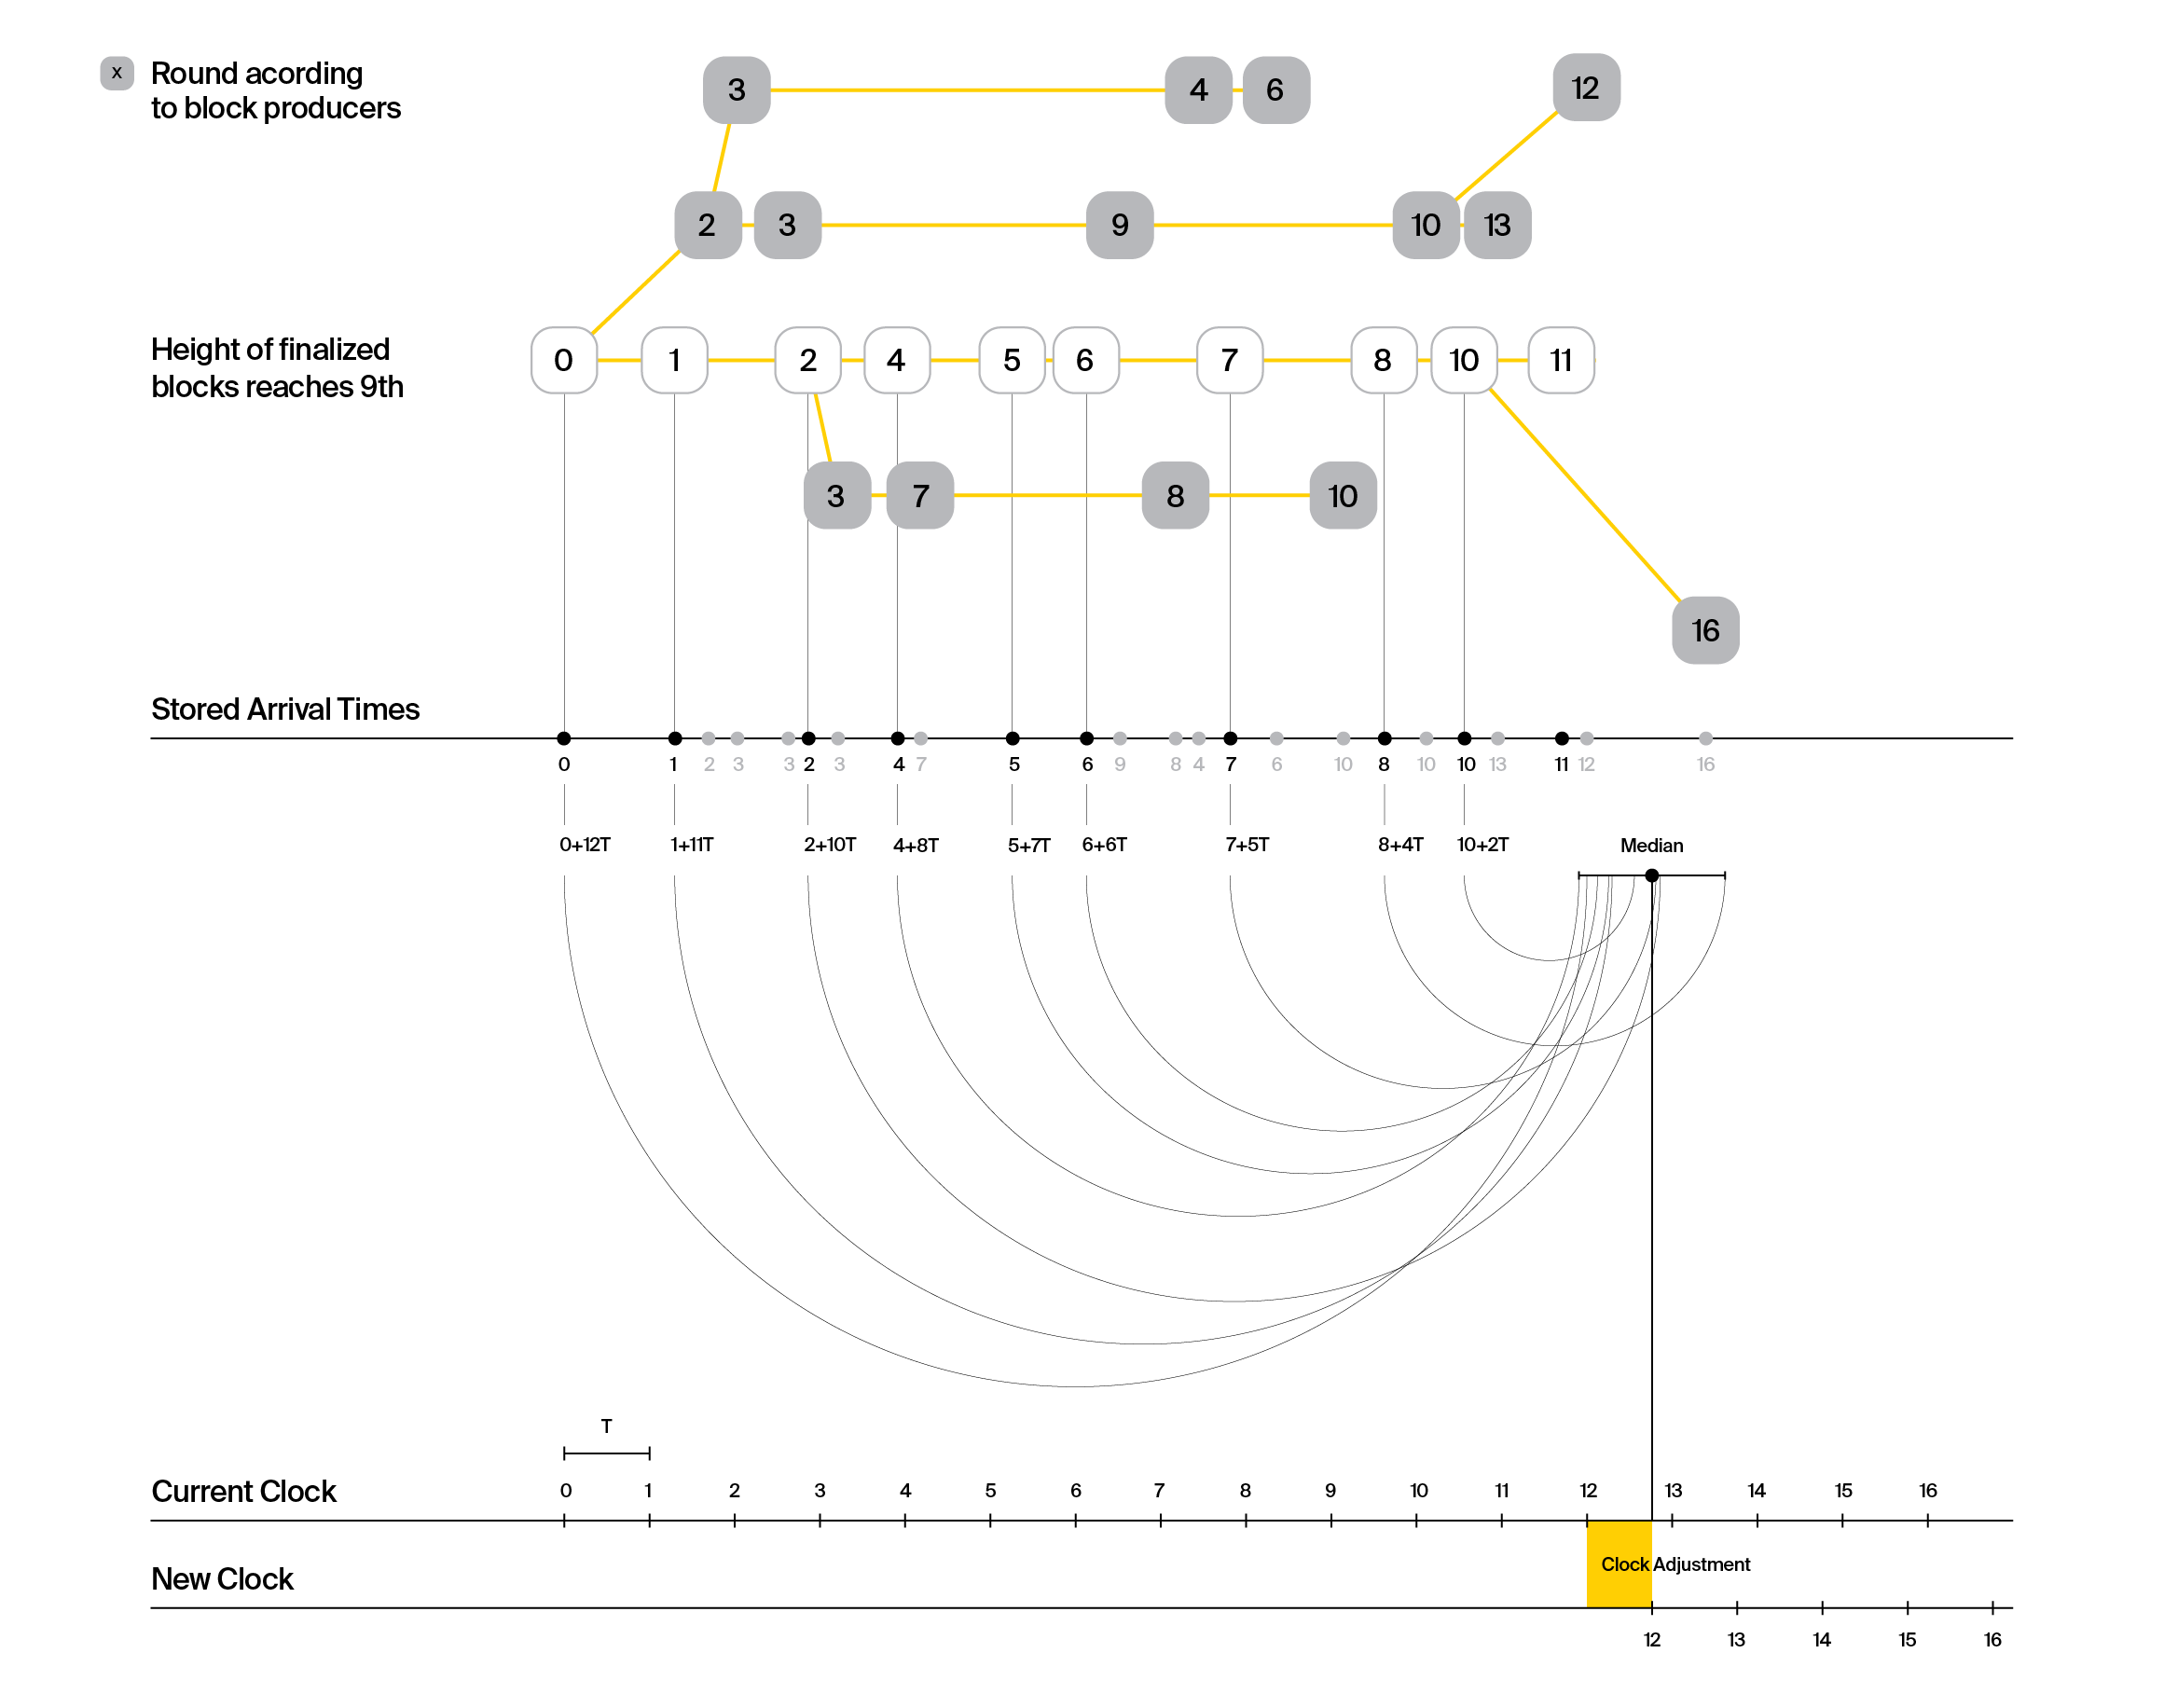 x
Round acording
to block producers
3 4 6 12
2 3 9 10 13
Height of finalized
blocks reaches 9th
0 1 2 4 5 6 7 8 10 11
3 7 8 10
16
Stored Arrival Times
0 1 2 3 3 2 3 4 7 5 6 9 8 4 7 6 10 8 10 10 13 11 12 16
0+12T 1+11T 2+10T 4+8T 5+7T 6+6T 7+5T 8+4T 10+2T Median
T
Current Clock
0 1 2 3 4 5 6 7 8 9 10 11 12 13 14 15 16
Clock Adjustment
New Clock
12 13 14 15 16